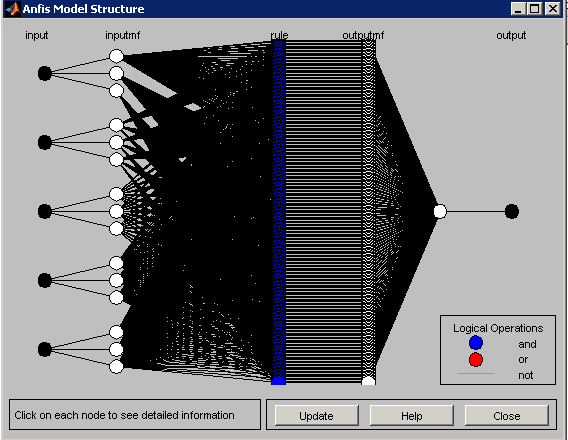 Anfis Model Structure
input inputmf rule outputmf output
Logical Operations
and
or
not
Click on each node to see detailed information
Update Help Close